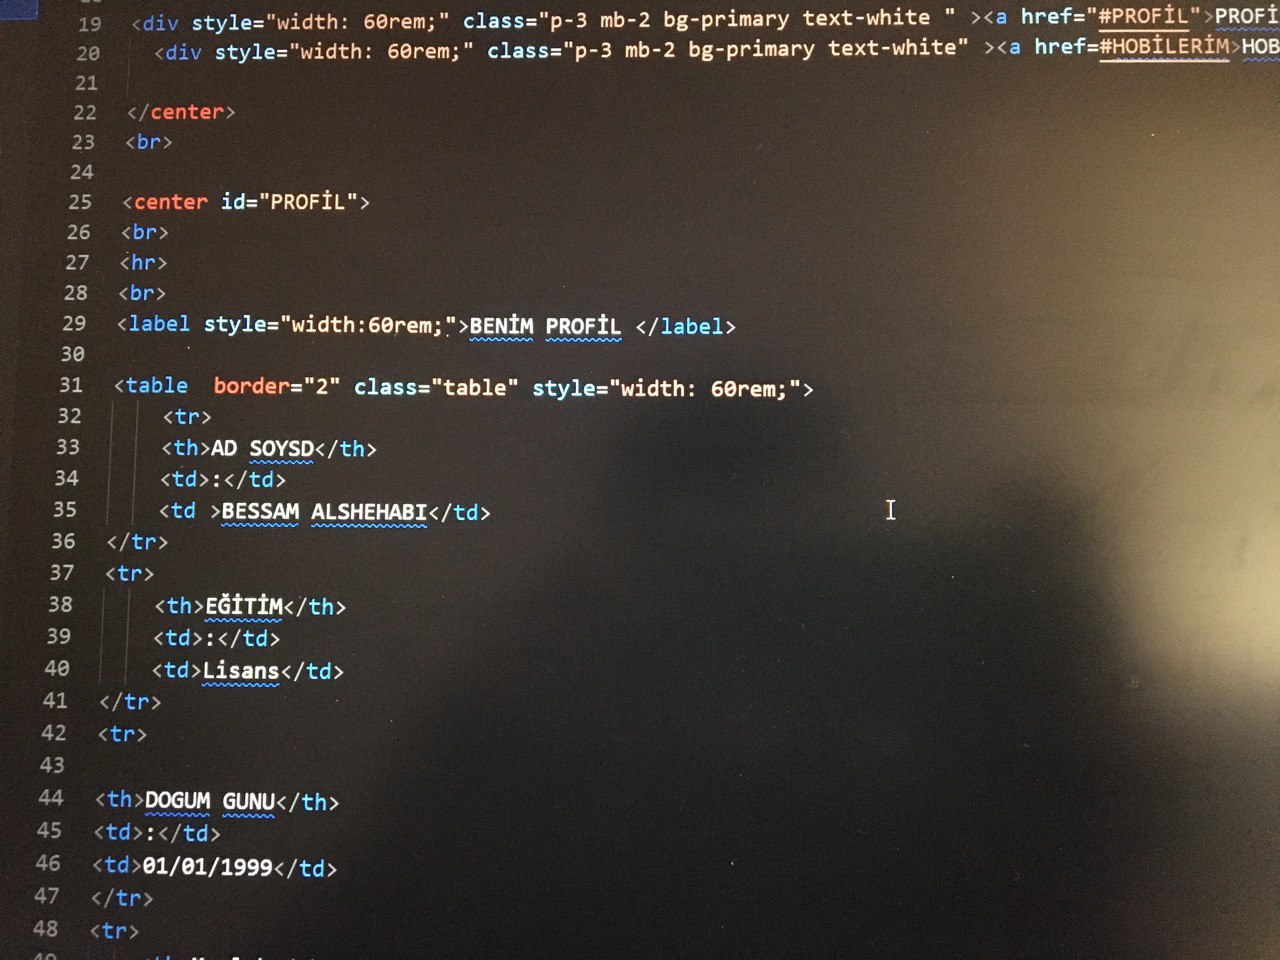 19 <div style="width: 60rem;" class="p-3 mb-2 bg-primary text-white " ><a href="#PROFİL">PROFİ
20 <div style="width: 60rem;" class="p-3 mb-2 bg-primary text-white" ><a href=#HOBİLERİM>HOB
21
22 </center>
23 <br>
24
25 <center id="PROFİL">
26 <br>
27 <hr>
28 <br>
29 <label style="width:60rem;">BENİM PROFİL </label>
30
31 <table  border="2" class="table" style="width: 60rem;">
32 <tr>
33 <th>AD SOYSD</th>
34 <td>:</td>
35 <td >BESSAM ALSHEHABI</td>
36 </tr>
37 <tr>
38 <th>EĞİTİM</th>
39 <td>:</td>
40 <td>Lisans</td>
41 </tr>
42 <tr>
43
44 <th>DOGUM GUNU</th>
45 <td>:</td>
46 <td>01/01/1999</td>
47 </tr>
48 <tr>